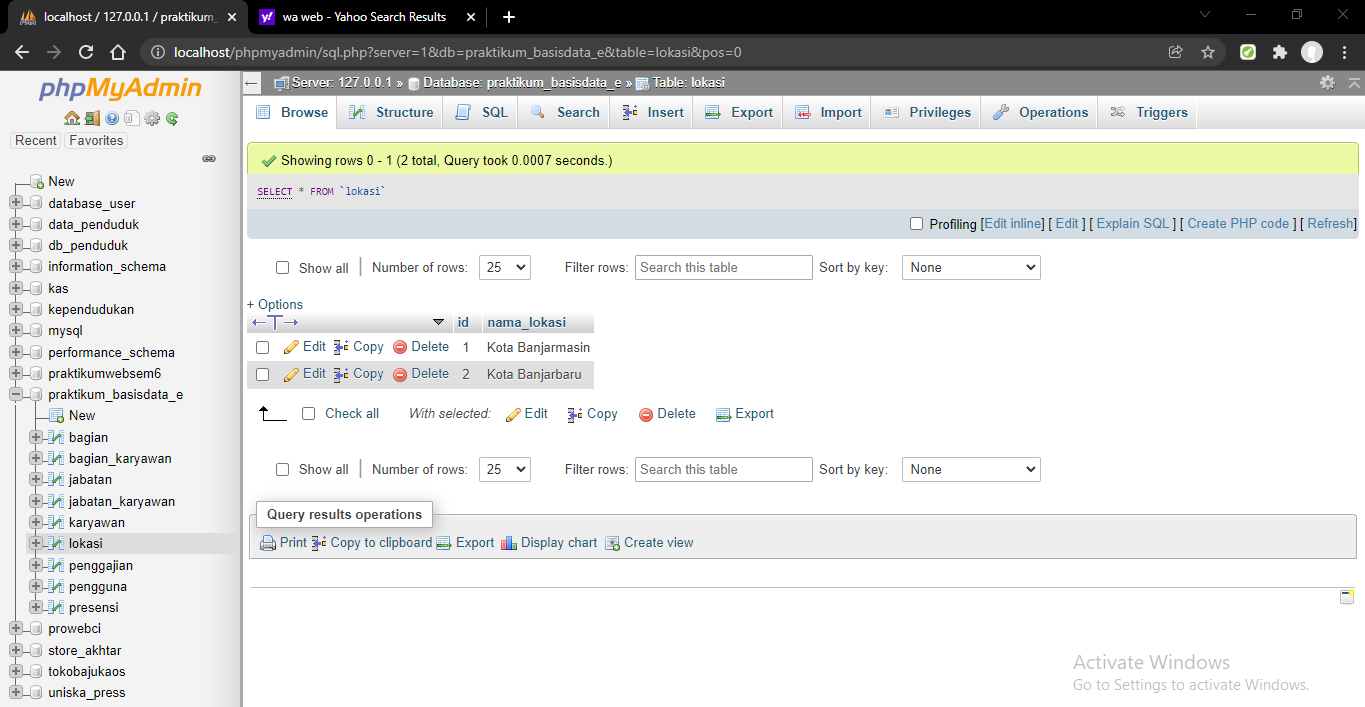 localhost / 127.0.0.1 / praktikum_
wa web - Yahoo Search Results
localhost/phpmyadmin/sql.php?server=1&db=praktikum_basisdata_e&table=lokasi&pos=0
phpMyAdmin
Recent Favorites
New
database_user
data_penduduk
db_penduduk
information_schema
kas
kependudukan
mysql
performance_schema
praktikumwebsem6
praktikum_basisdata_e
New
bagian
bagian_karyawan
jabatan
jabatan_karyawan
karyawan
lokasi
penggajian
pengguna
presensi
prowebci
store_akhtar
tokobajukaos
uniska_press
Server: 127.0.0.1 » Database: praktikum_basisdata_e » Table: lokasi
Browse Structure SQL Search Insert Export Import Privileges Operations Triggers
Showing rows 0 - 1 (2 total, Query took 0.0007 seconds.)
SELECT * FROM `lokasi`
Profiling [Edit inline] [ Edit ] [ Explain SQL ] [ Create PHP code ] [ Refresh]
Show all | Number of rows: 25 Filter rows: Search this table Sort by key: None
+ Options
←T→ id nama_lokasi
Edit Copy Delete 1 Kota Banjarmasin
Edit Copy Delete 2 Kota Banjarbaru
Check all With selected: Edit Copy Delete Export
Show all | Number of rows: 25 Filter rows: Search this table Sort by key: None
Query results operations
Print Copy to clipboard Export Display chart Create view
Activate Windows
Go to Settings to activate Windows.